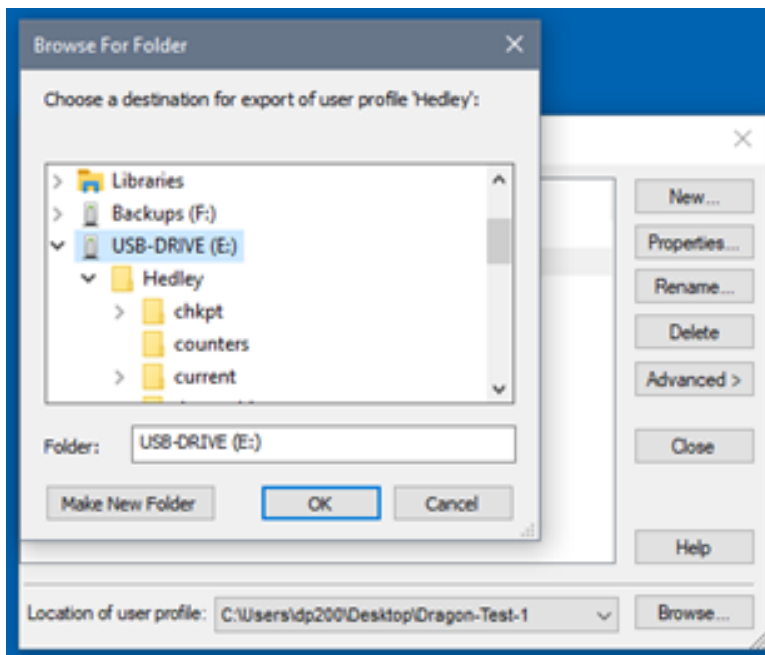 Browse For Folder
Choose a destination for export of user profile 'Hedley':
Libraries
Backups (F:)
USB-DRIVE (E:)
Hedley
chkpt
counters
current
Folder: USB-DRIVE (E:)
Make New Folder OK Cancel
New...
Properties...
Rename...
Delete
Advanced >
Close
Help
Location of user profile: C:\Users\dp200\Desktop\Dragon-Test-1 Browse...